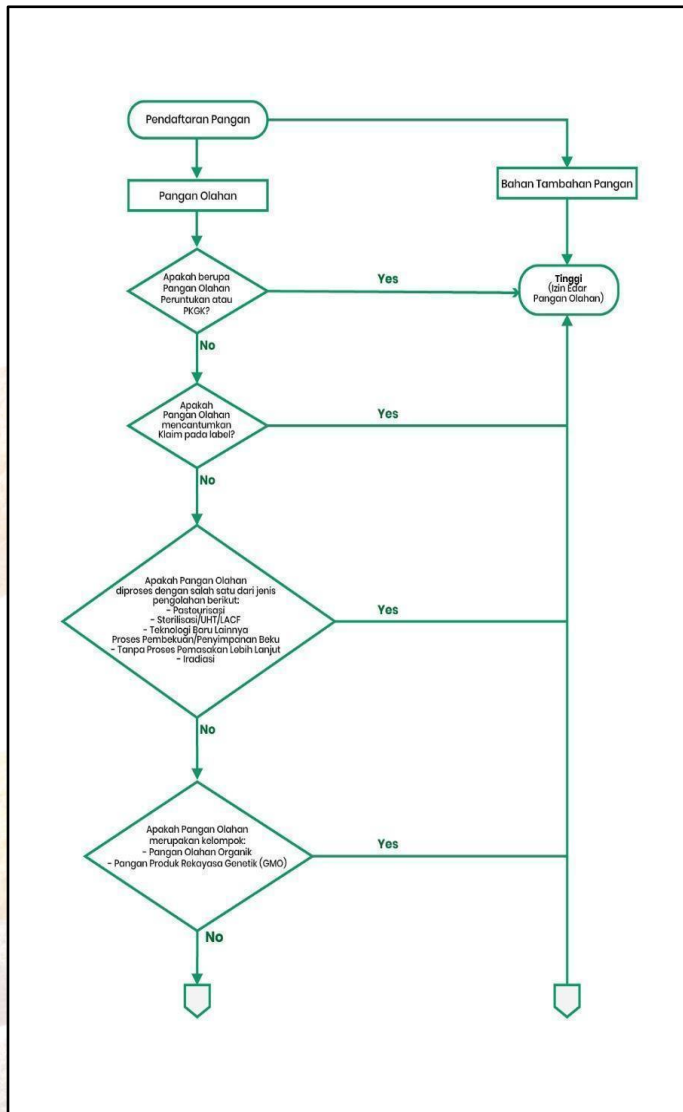 Pendaftaran Pangan
Pangan Olahan
Bahan Tambahan Pangan
Apakah berupa
Pangan Olahan
Peruntukan atau
PKGK?
Yes
Tinggi
(Izin Edar
Pangan Olahan)
No
Apakah
Pangan Olahan
mencantumkan
Klaim pada label?
Yes
No
Apakah Pangan Olahan
diproses dengan salah satu dari jenis
pengolahan berikut:
- Pasteurisasi
- Sterilisasi/UHT/LACF
- Teknologi Baru Lainnya
Proses Pembekuan/Penyimpanan Beku
- Tanpa Proses Pemasakan Lebih Lanjut
- Iradiasi
Yes
No
Apakah Pangan Olahan
merupakan kelompok:
- Pangan Olahan Organik
- Pangan Produk Rekayasa Genetik (GMO)
Yes
No